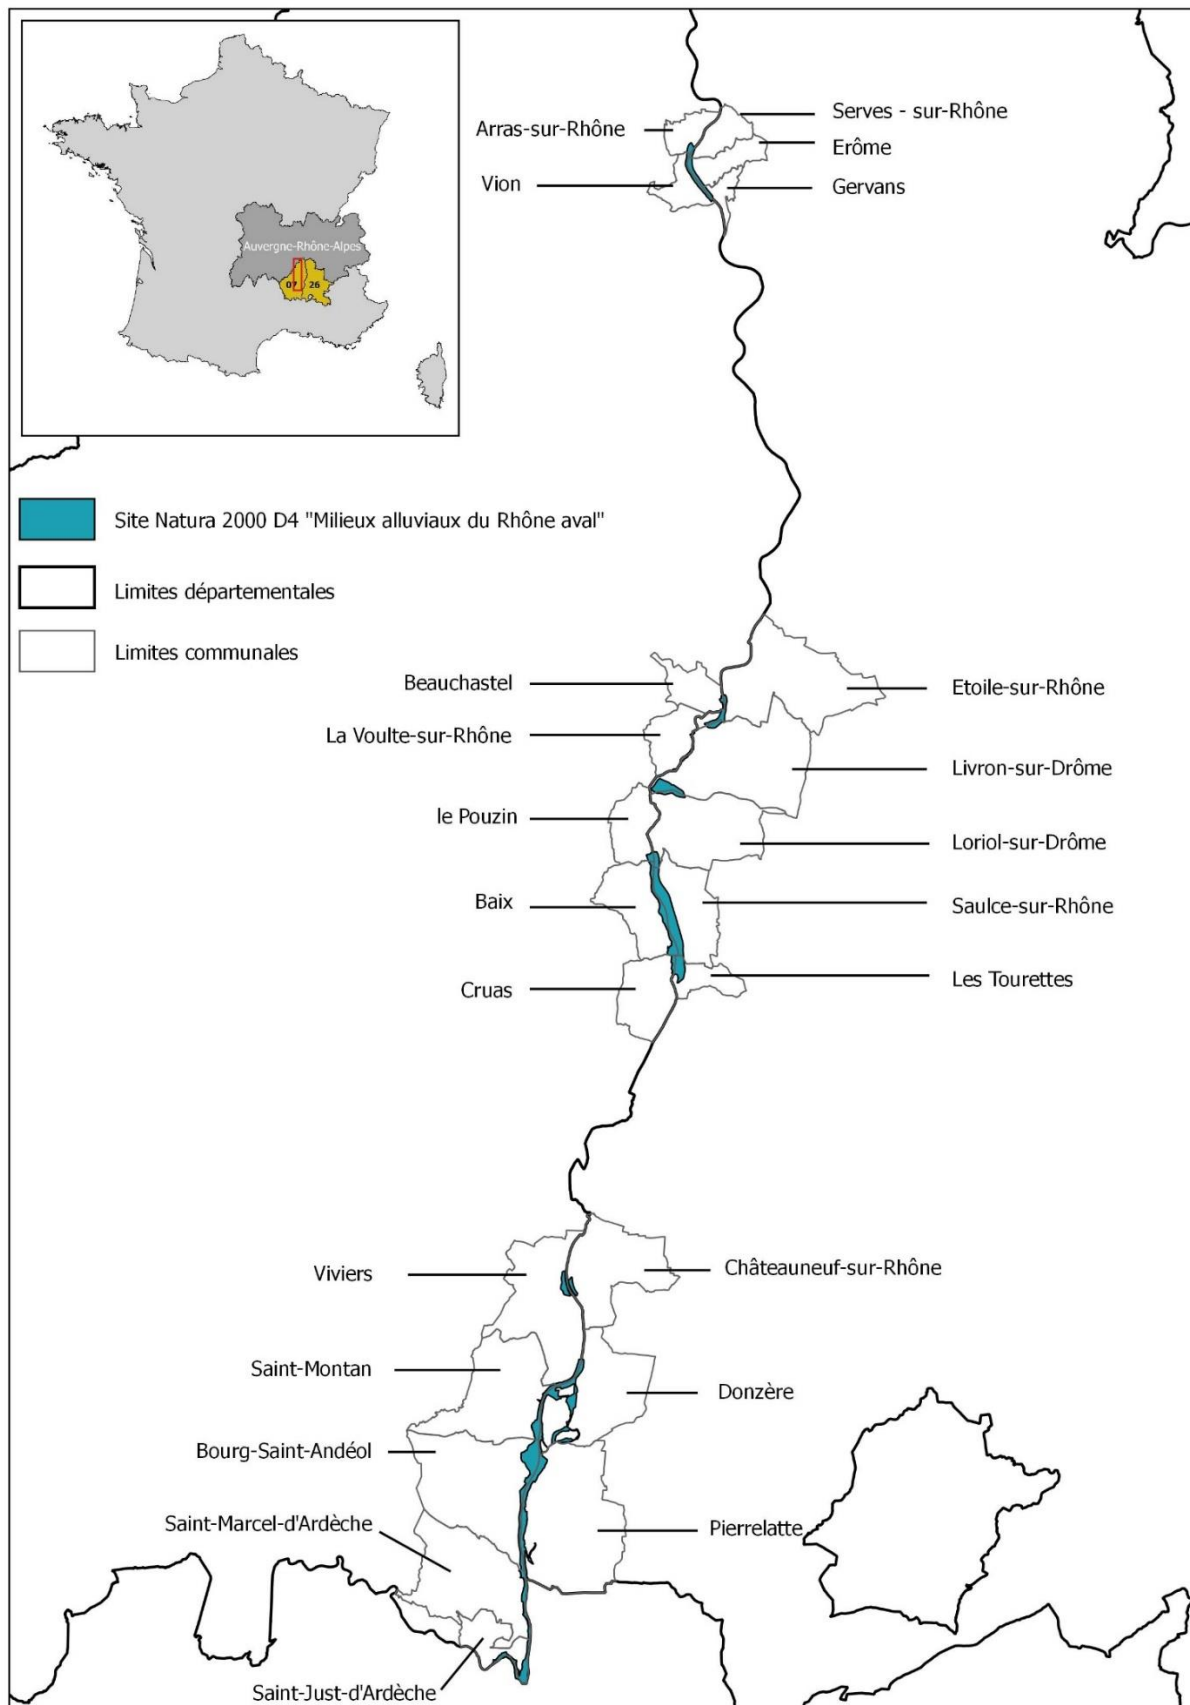 Auvergne-Rhône-Alpes
07 26
Arras-sur-Rhône
Serves - sur-Rhône
Erôme
Vion
Gervans
Site Natura 2000 D4 "Milieux alluviaux du Rhône aval"
Limites départementales
Limites communales
Beauchastel
Etoile-sur-Rhône
La Voulte-sur-Rhône
Livron-sur-Drôme
le Pouzin
Loriol-sur-Drôme
Baix
Saulce-sur-Rhône
Cruas
Les Tourettes
Viviers
Châteauneuf-sur-Rhône
Saint-Montan
Donzère
Bourg-Saint-Andéol
Saint-Marcel-d'Ardèche
Pierrelatte
Saint-Just-d'Ardèche